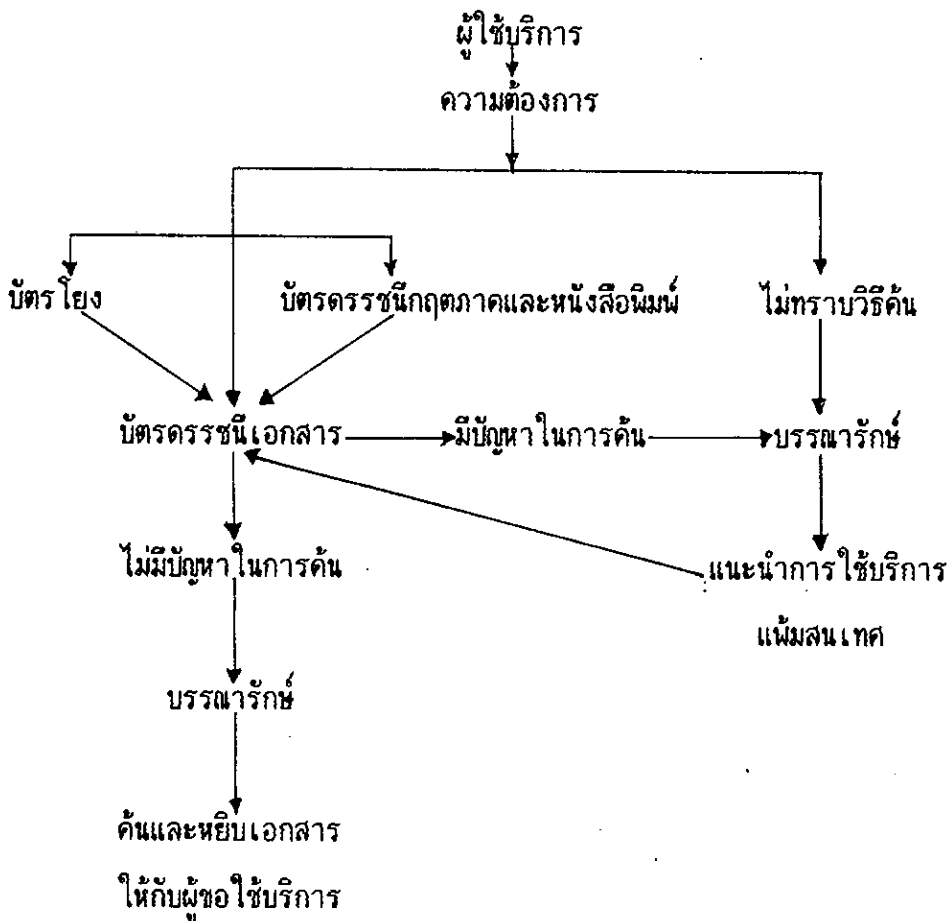 ผู้ใช้บริการ
ความต้องการ
บัตรโยง
บัตรดรรชนีกฤตภาคและหนังสือพิมพ์
ไม่ทราบวิธีค้น
บัตรดรรชนีเอกสาร
มีปัญหาในการค้น
บรรณารักษ์
ไม่มีปัญหาในการค้น
แนะนำการใช้บริการ
แฟ้มสนเทศ
บรรณารักษ์
ค้นและหยิบเอกสาร
ให้กับผู้ขอใช้บริการ